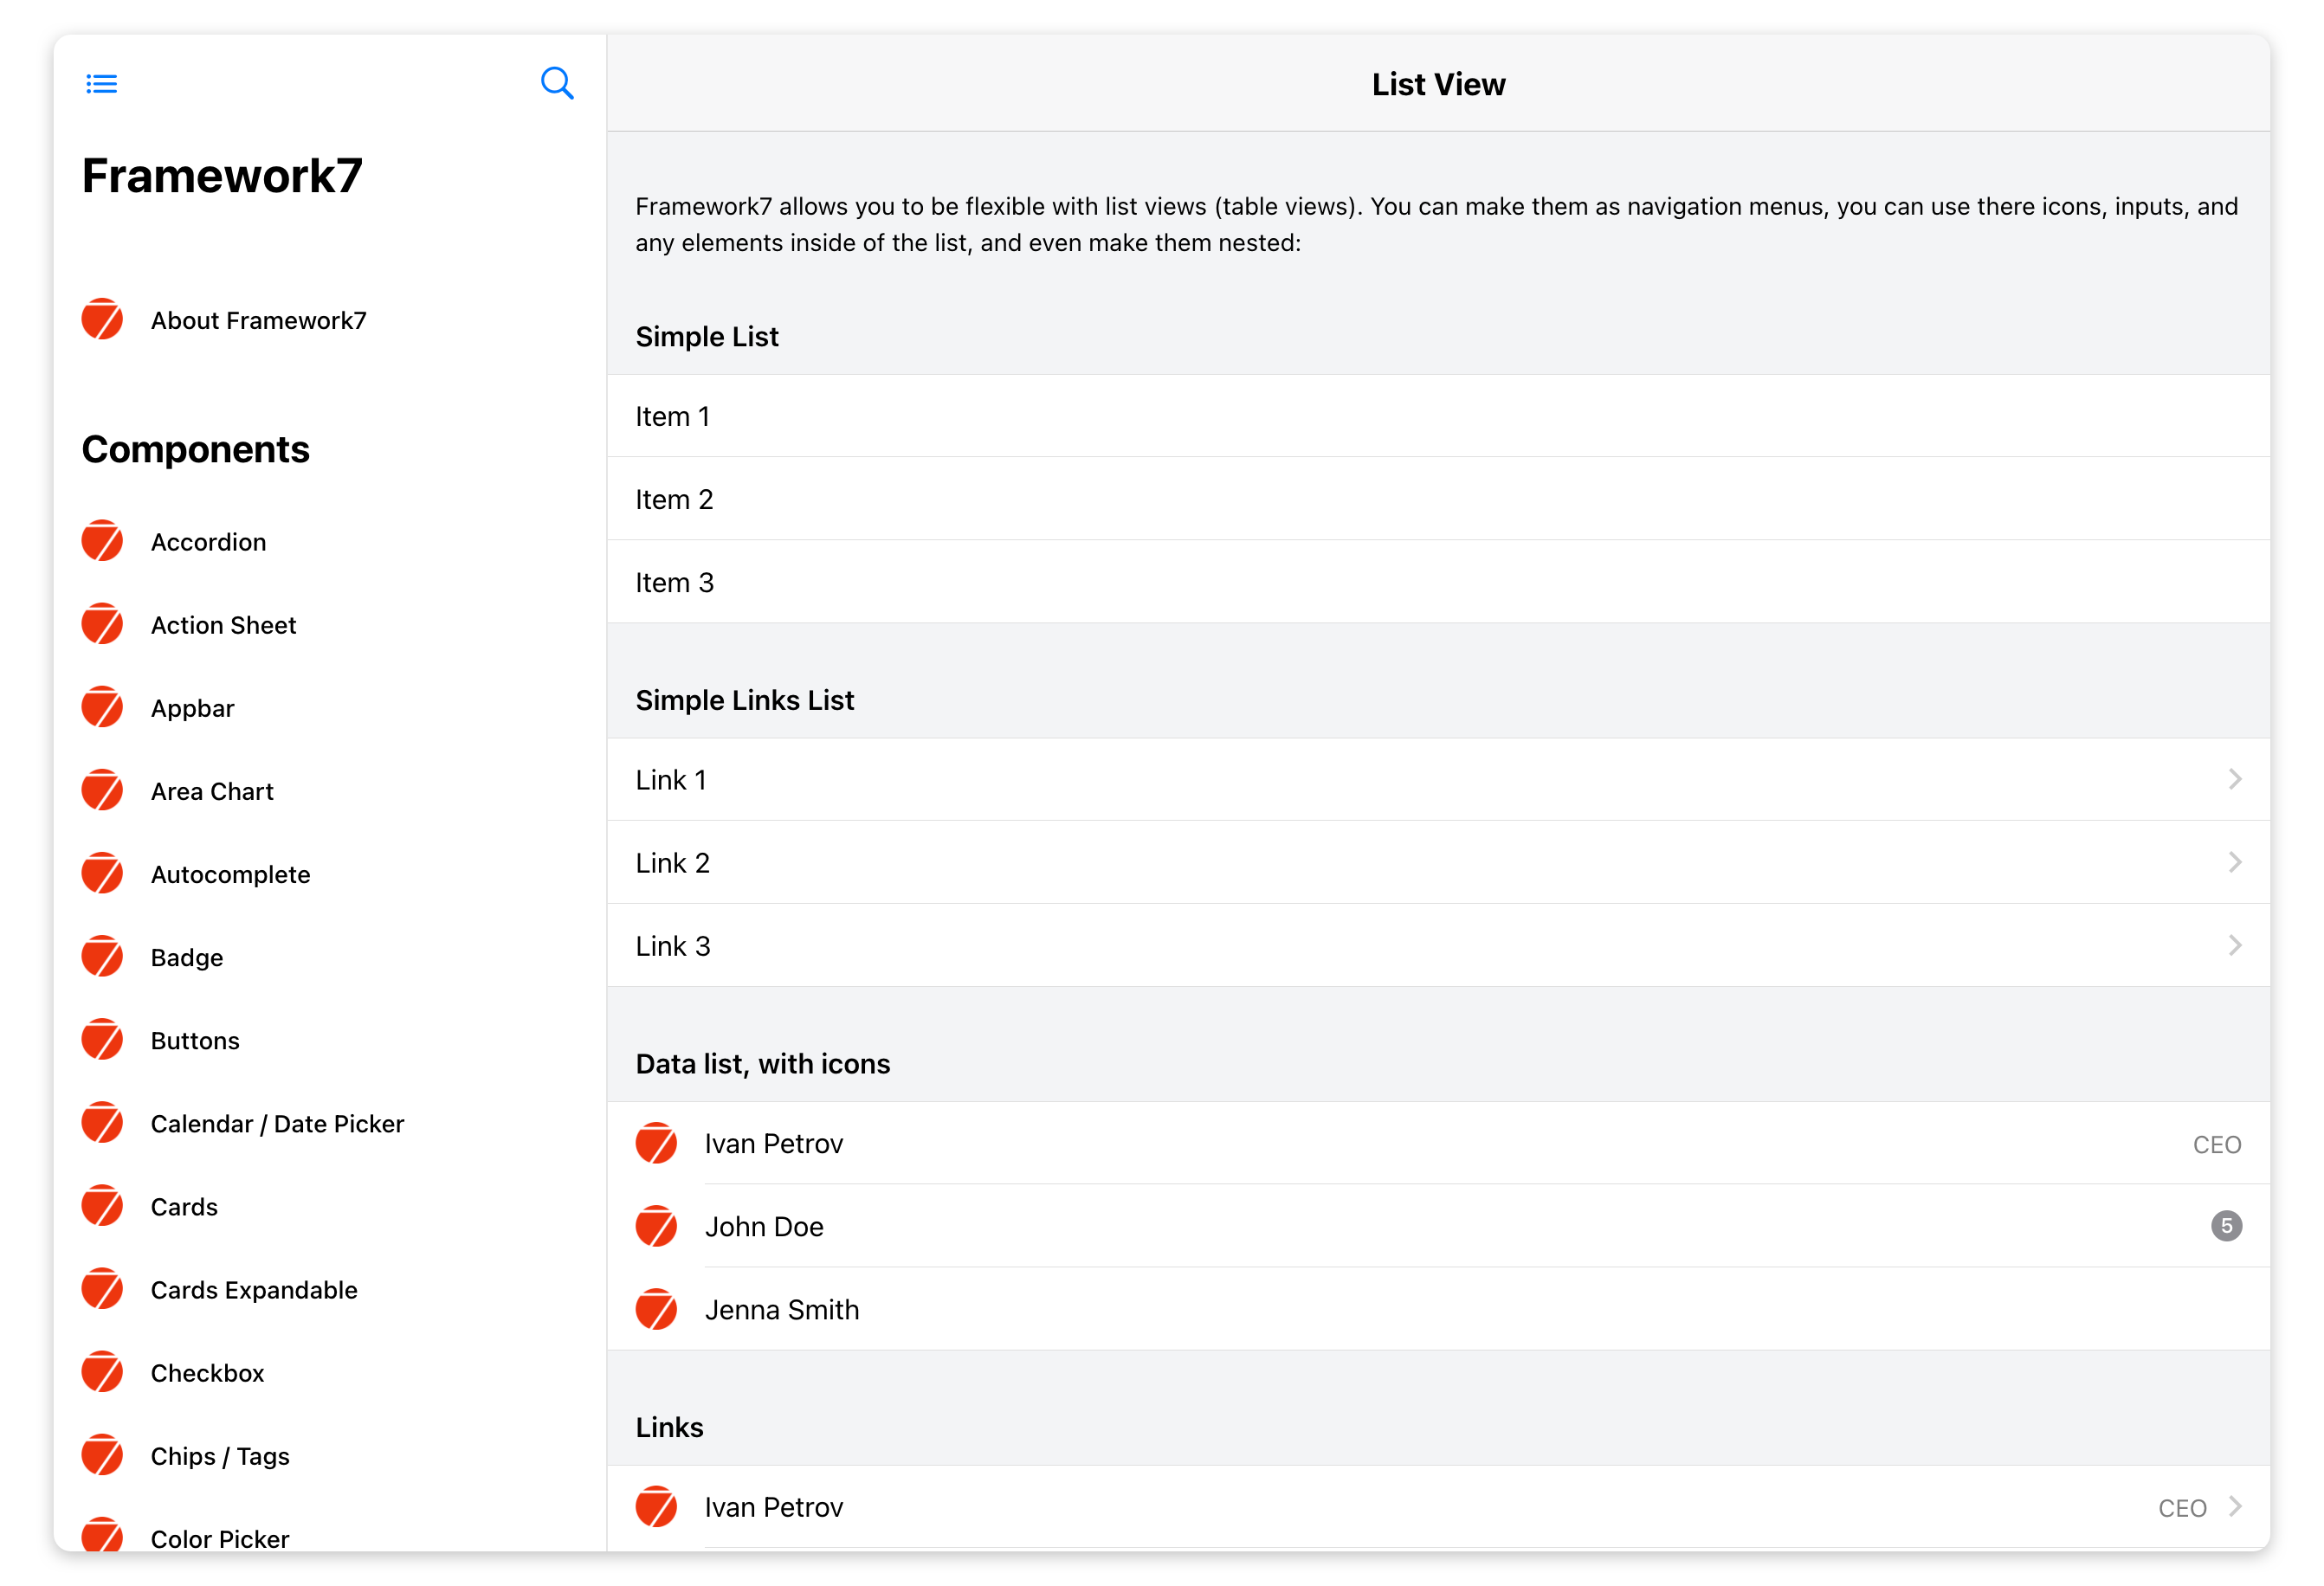 Framework7
About Framework7
Components
Accordion
Action Sheet
Appbar
Area Chart
Autocomplete
Badge
Buttons
Calendar / Date Picker
Cards
Cards Expandable
Checkbox
Chips / Tags
Color Picker
List View
Framework7 allows you to be flexible with list views (table views). You can make them as navigation menus, you can use there icons, inputs, and
any elements inside of the list, and even make them nested:
Simple List
Item 1
Item 2
Item 3
Simple Links List
Link 1
Link 2
Link 3
Data list, with icons
Ivan Petrov CEO
John Doe 5
Jenna Smith
Links
Ivan Petrov CEO